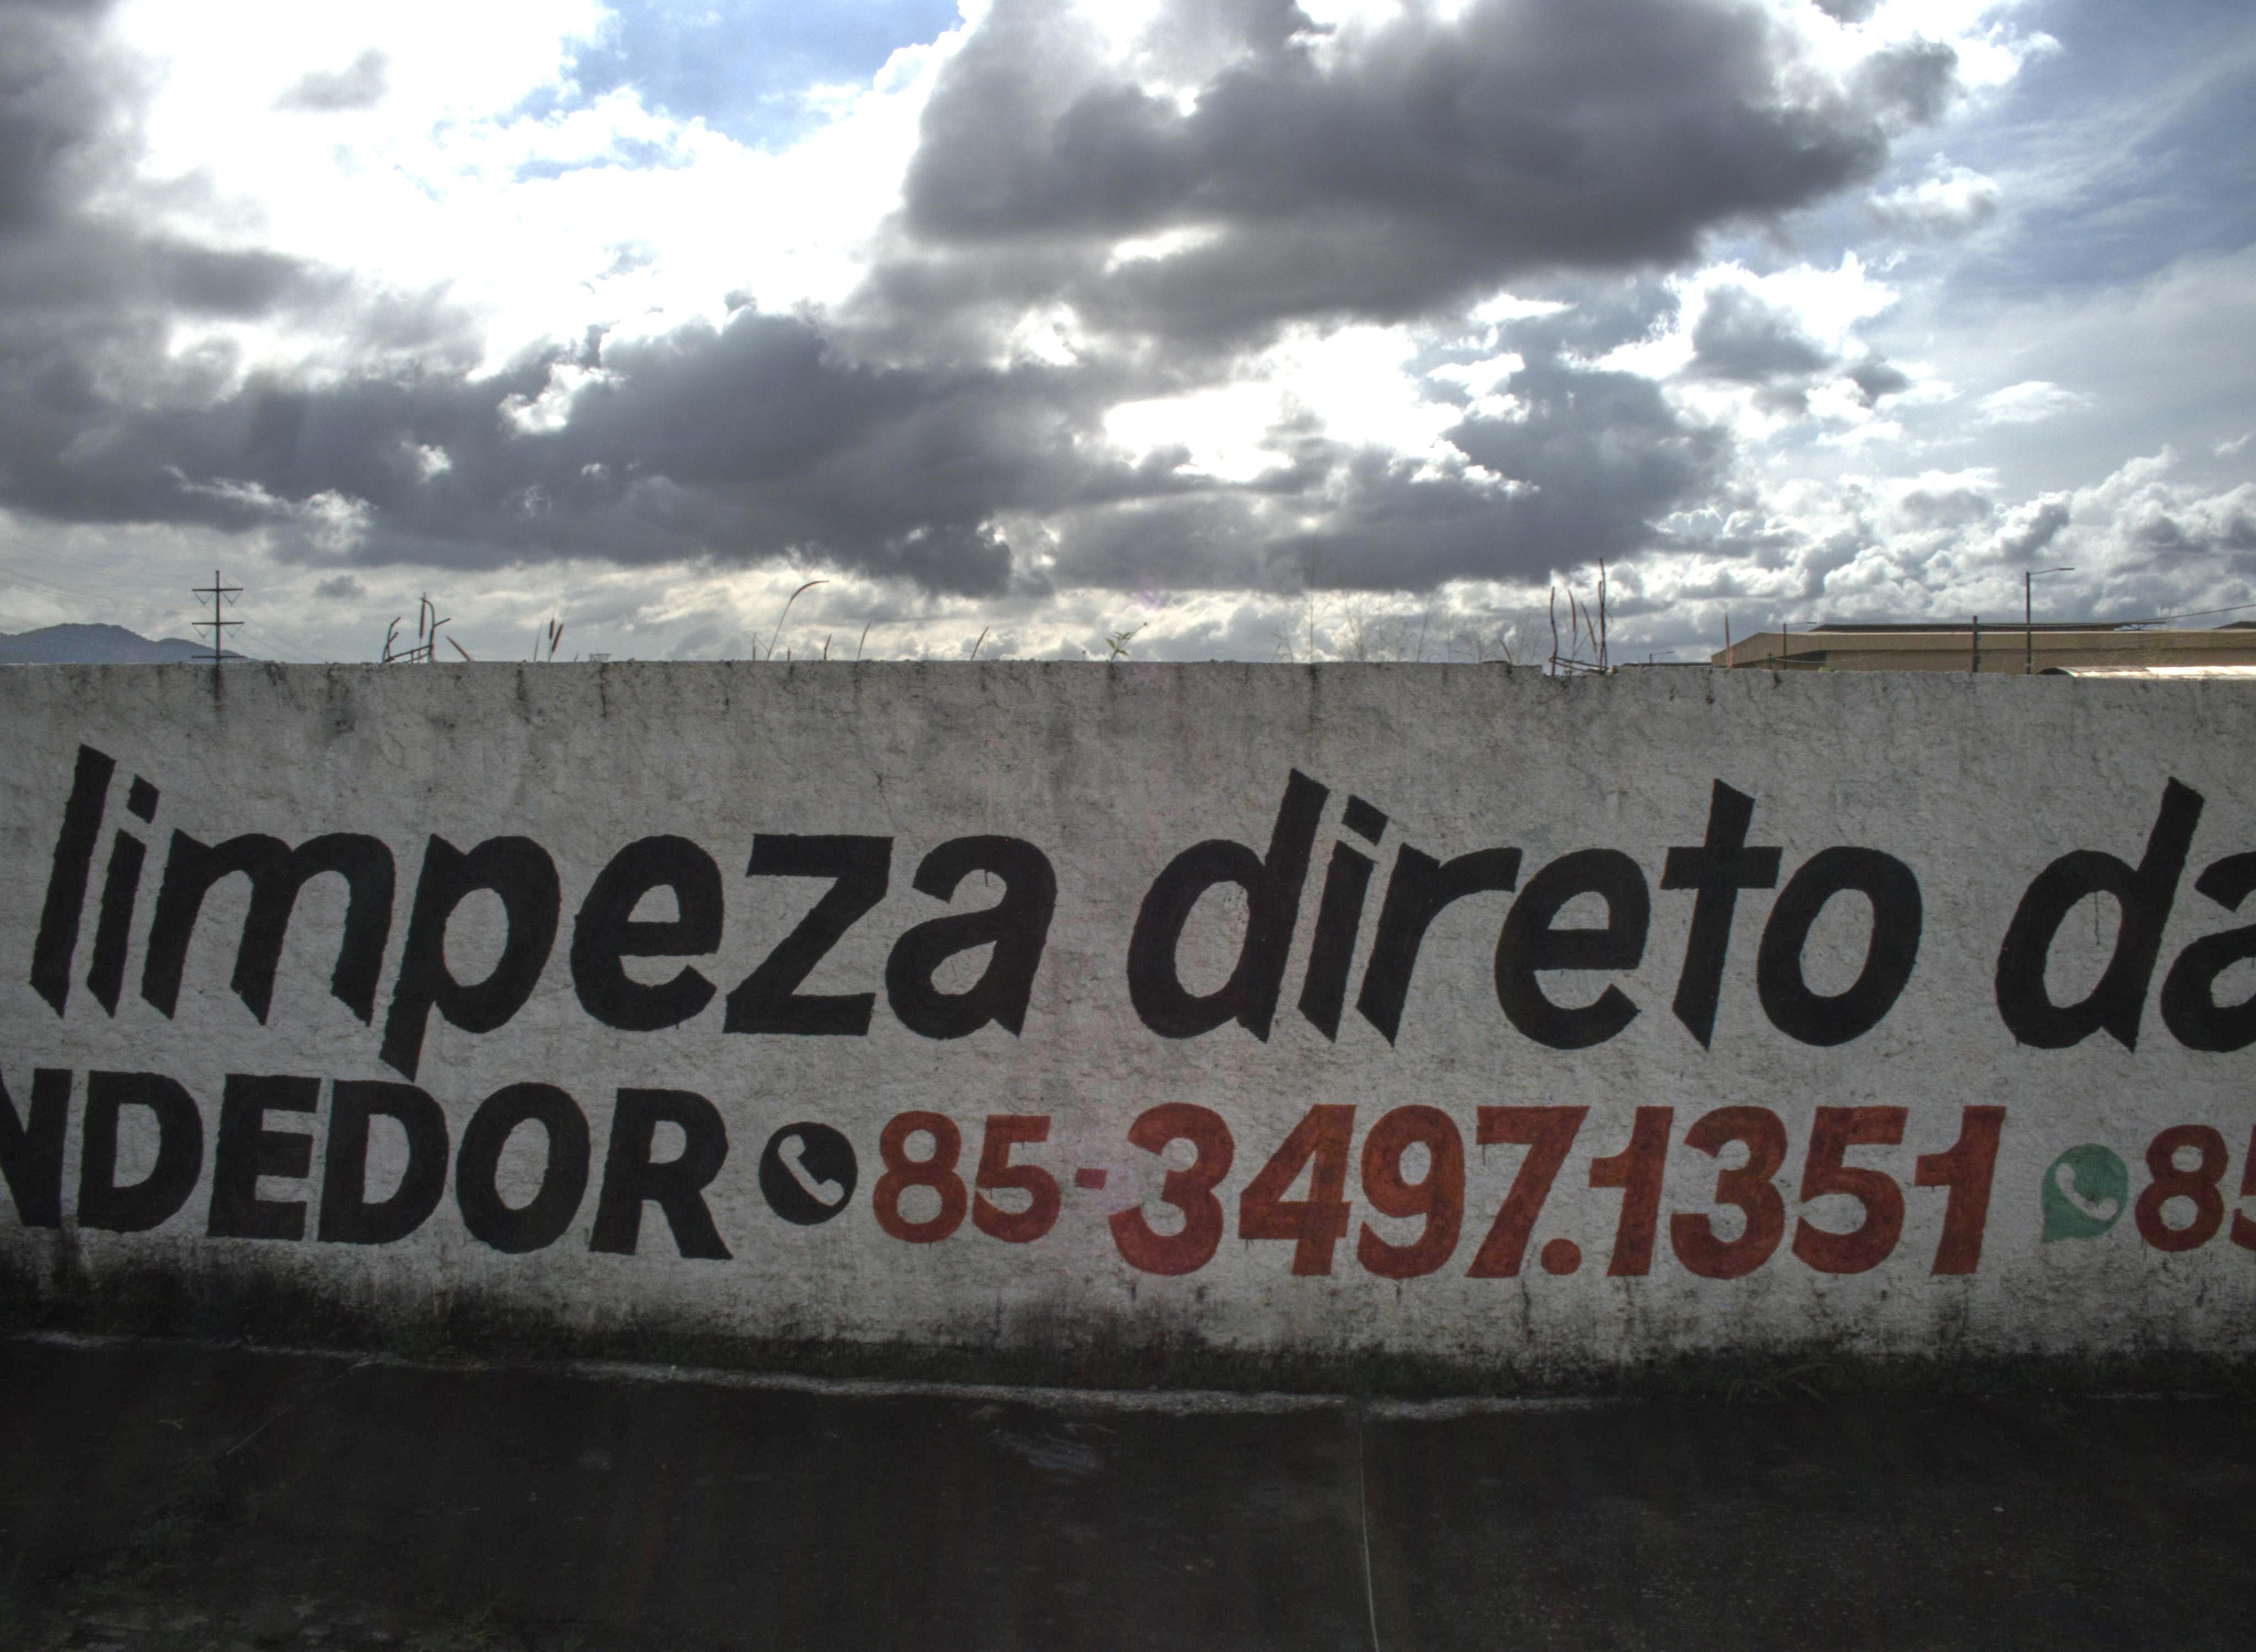 limpeza direto da
NDEDOR 85-3497.1351 85